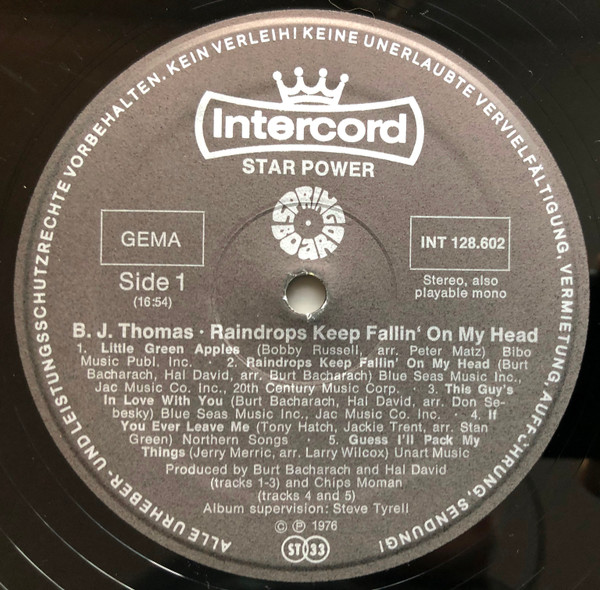 ALLE URHEBER- UND LEISTUNGSSCHUTZRECHTE VORBEHALTEN. KEIN VERLEIH! KEINE UNERLAUBTE VERVIELFÄLTIGUNG, VERMIETUNG, AUFFÜHRUNG, SENDUNG!
Intercord
STAR POWER
SPRINGBOARD
GEMA
INT 128.602
Side 1
(16:54)
Stereo, also
playable mono
B. J. Thomas · Raindrops Keep Fallin' On My Head
1. Little Green Apples (Bobby Russell, arr. Peter Matz) Bibo
Music Publ. Inc. · 2. Raindrops Keep Fallin' On My Head (Burt
Bacharach, Hal David, arr. Burt Bacharach) Blue Seas Music Inc.,
Jac Music Co. Inc., 20th Century Music Corp. · 3. This Guy's
In Love With You (Burt Bacharach, Hal David, arr. Don Se-
besky) Blue Seas Music Inc., Jac Music Co. Inc. · 4. If
You Ever Leave Me (Tony Hatch, Jackie Trent, arr. Stan
Green) Northern Songs · 5. Guess I'll Pack My
Things (Jerry Merric, arr. Larry Wilcox) Unart Music
Produced by Burt Bacharach and Hal David
(tracks 1-3) and Chips Moman
(tracks 4 and 5)
Album supervision: Steve Tyrell
© ℗ 1976
ST 33